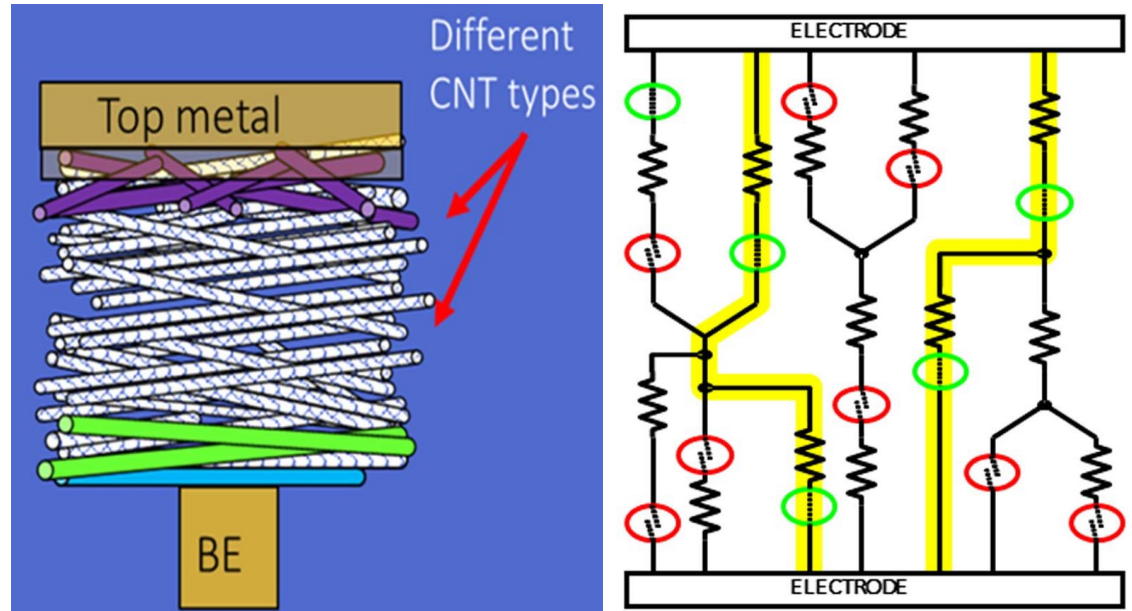 Different
CNT types
Top metal
BE
ELECTRODE
ELECTRODE